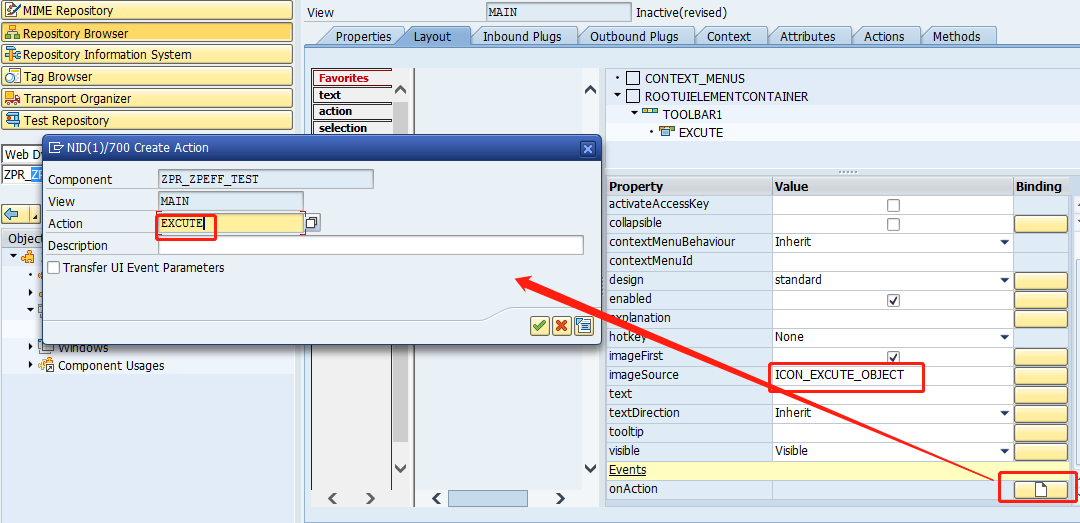 MIME Repository
Repository Browser
Repository Information System
Tag Browser
Transport Organizer
Test Repository
Web D
ZPR_ZP
Objec
Windows
Component Usages
View MAIN Inactive(revised)
Properties Layout Inbound Plugs Outbound Plugs Context Attributes Actions Methods
Favorites
text
action
selection
CONTEXT_MENUS
ROOTUIELEMENTCONTAINER
TOOLBAR1
EXCUTE
NID(1)/700 Create Action
Component ZPR_ZPEFF_TEST
View MAIN
Action EXCUTE
Description
Transfer UI Event Parameters
Property Value Binding
activateAccessKey
collapsible
contextMenuBehaviour Inherit
contextMenuId
design standard
enabled
explanation
hotkey None
imageFirst
imageSource ICON_EXCUTE_OBJECT
text
textDirection Inherit
tooltip
visible Visible
Events
onAction